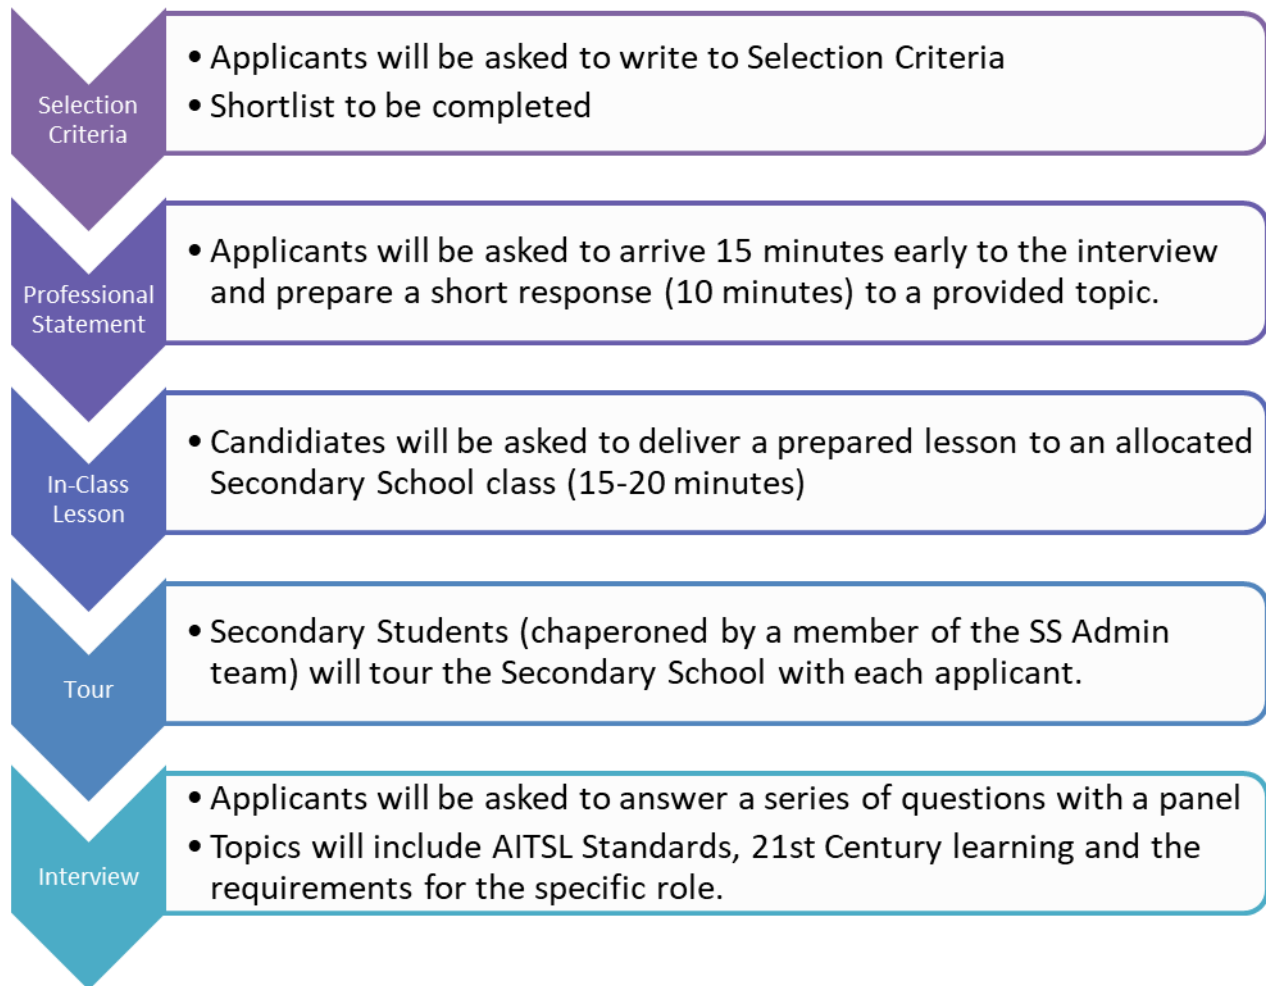 Selection
Criteria
• Applicants will be asked to write to Selection Criteria
• Shortlist to be completed
Professional
Statement
• Applicants will be asked to arrive 15 minutes early to the interview
and prepare a short response (10 minutes) to a provided topic.
In-Class
Lesson
• Candidiates will be asked to deliver a prepared lesson to an allocated
Secondary School class (15-20 minutes)
Tour
• Secondary Students (chaperoned by a member of the SS Admin
team) will tour the Secondary School with each applicant.
Interview
• Applicants will be asked to answer a series of questions with a panel
• Topics will include AITSL Standards, 21st Century learning and the
requirements for the specific role.